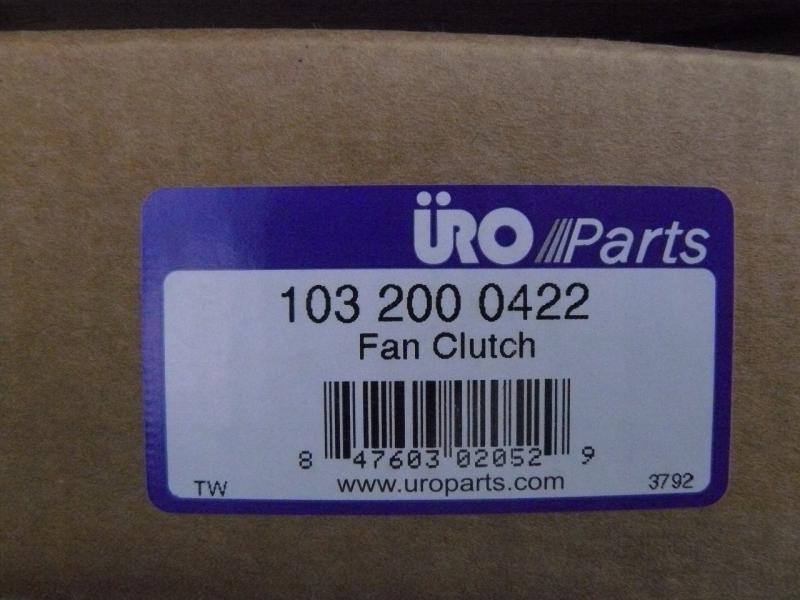 ÜRO Parts
103 200 0422
Fan Clutch
8 47603 02052 9
TW www.uroparts.com 3792